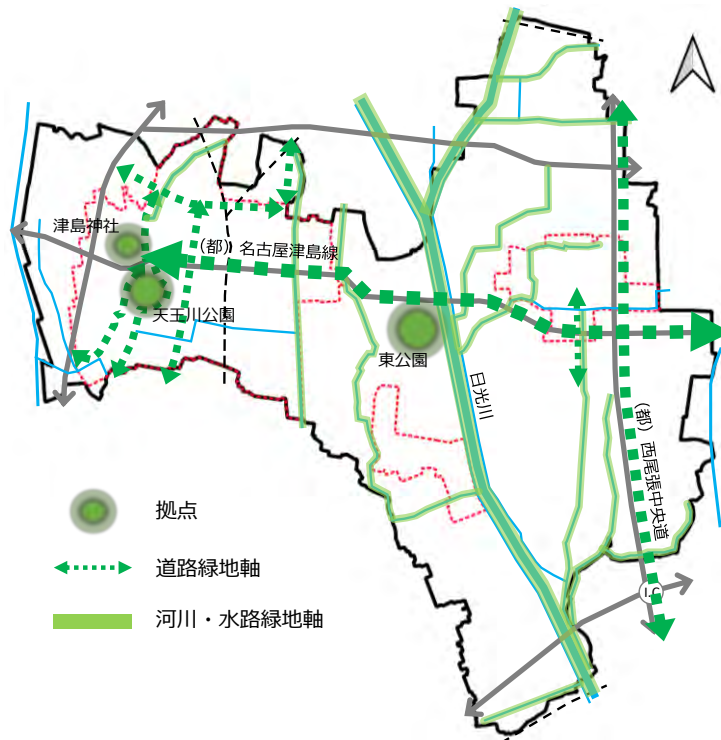 津島神社
(都) 名古屋津島線
天王川公園
東公園
日光川
(都) 西尾張中央道
I.C
拠点
道路緑地軸
河川・水路緑地軸